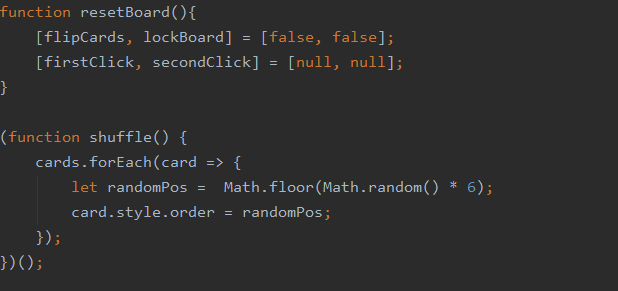 function resetBoard(){
    [flipCards, lockBoard] = [false, false];
    [firstClick, secondClick] = [null, null];
}

(function shuffle() {
    cards.forEach(card => {
        let randomPos =  Math.floor(Math.random() * 6);
        card.style.order = randomPos;
    });
})();